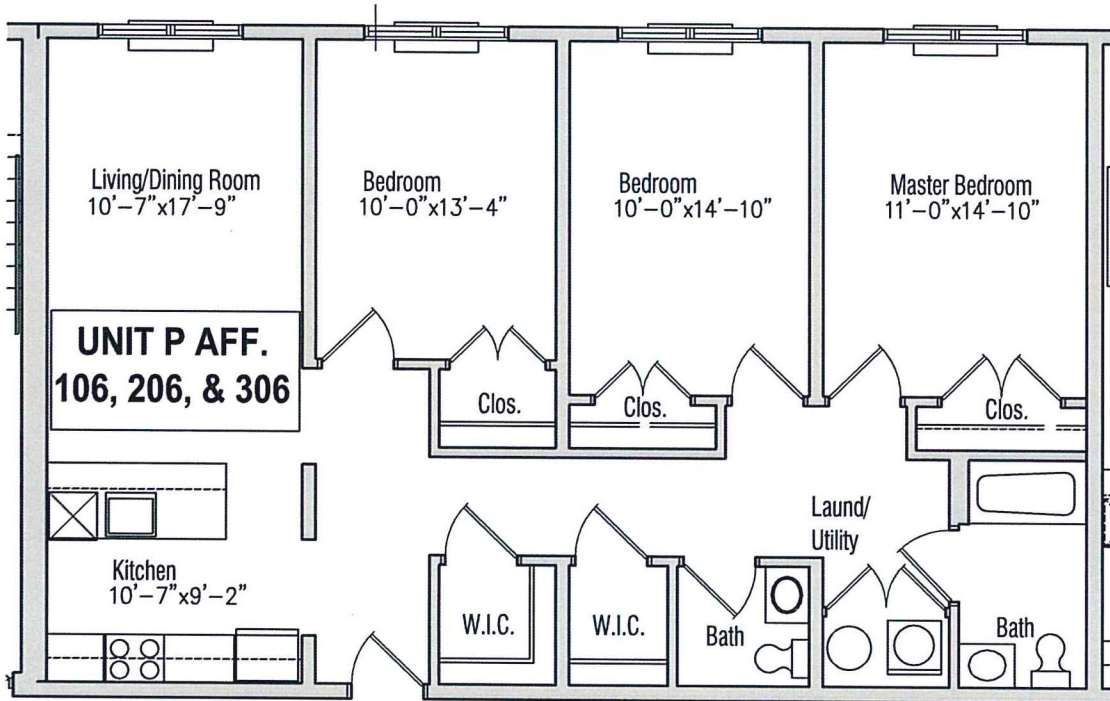 Living/Dining Room
10'-7"x17'-9"
Bedroom
10'-0"x13'-4"
Bedroom
10'-0"x14'-10"
Master Bedroom
11'-0"x14'-10"
UNIT P AFF.
106, 206, & 306
Clos.
Clos.
Clos.
Laund/
Utility
Kitchen
10'-7"x9'-2"
W.I.C.
W.I.C.
Bath
Bath